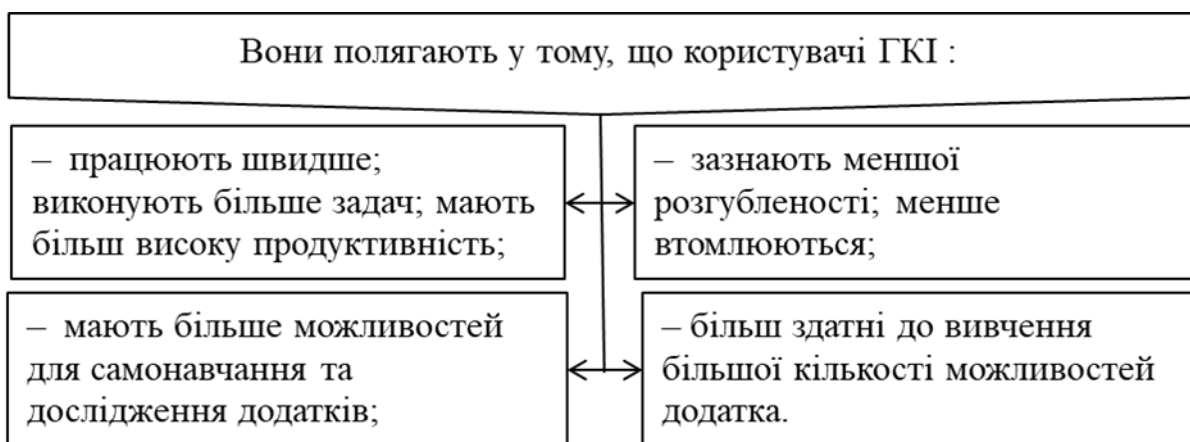 Вони полягають у тому, що користувачі ГКІ :
– працюють швидше;
виконують більше задач; мають
більш високу продуктивність;
– зазнають меншої
розгубленості; менше
втомлюються;
– мають більше можливостей
для самонавчання та
дослідження додатків;
– більш здатні до вивчення
більшої кількості можливостей
додатка.